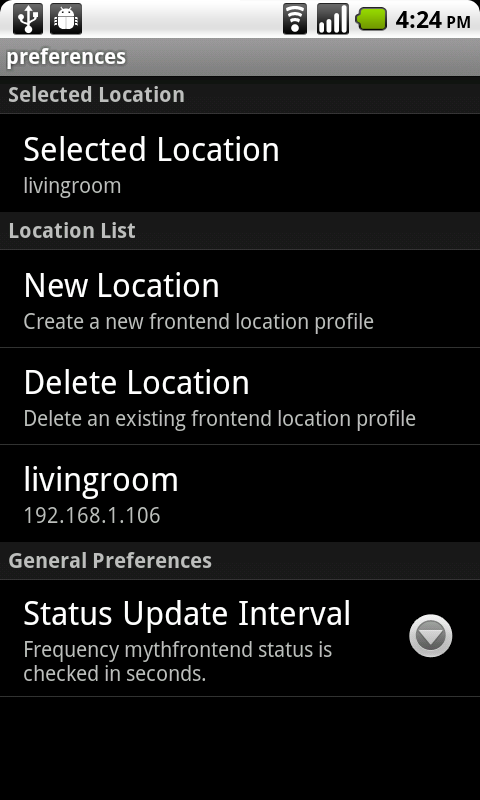 4:24 PM
preferences
Selected Location
Selected Location
livingroom
Location List
New Location
Create a new frontend location profile
Delete Location
Delete an existing frontend location profile
livingroom
192.168.1.106
General Preferences
Status Update Interval
Frequency mythfrontend status is
checked in seconds.